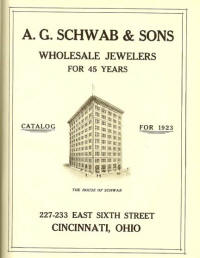 A. G. SCHWAB & SONS
WHOLESALE JEWELERS
FOR 45 YEARS
CATALOG FOR 1923
THE HOUSE OF SCHWAB
227-233 EAST SIXTH STREET
CINCINNATI, OHIO